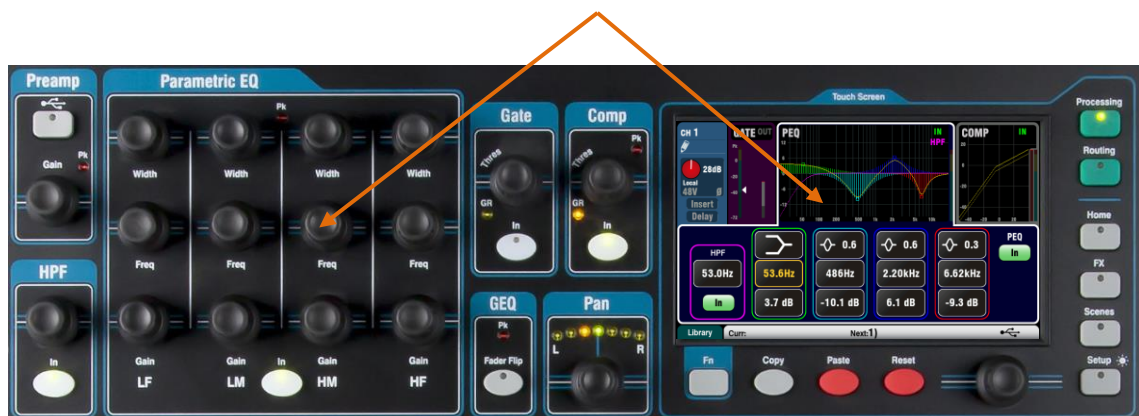 Preamp
Pk
Gain
HPF
In
Parametric EQ
Pk
Width Width Width Width
Freq Freq Freq Freq
Gain Gain In Gain Gain
LF LM HM HF
Gate
Thres
GR
In
Comp
Pk
Thres
GR
In
GEQ
Pk
Fader Flip
Pan
L R
Touch Screen
CH 1
28dB
Local
48V Ø
Insert
Delay
GATE OUT
PEQ IN
HPF
COMP IN
HPF
53.0Hz
In
53.6Hz
3.7 dB
0.6
486Hz
-10.1 dB
0.6
2.20kHz
6.1 dB
0.3
6.62kHz
-9.3 dB
PEQ
In
Library Curr: Next:1)
Fn Copy Paste Reset
Processing
Routing
Home
FX
Scenes
Setup